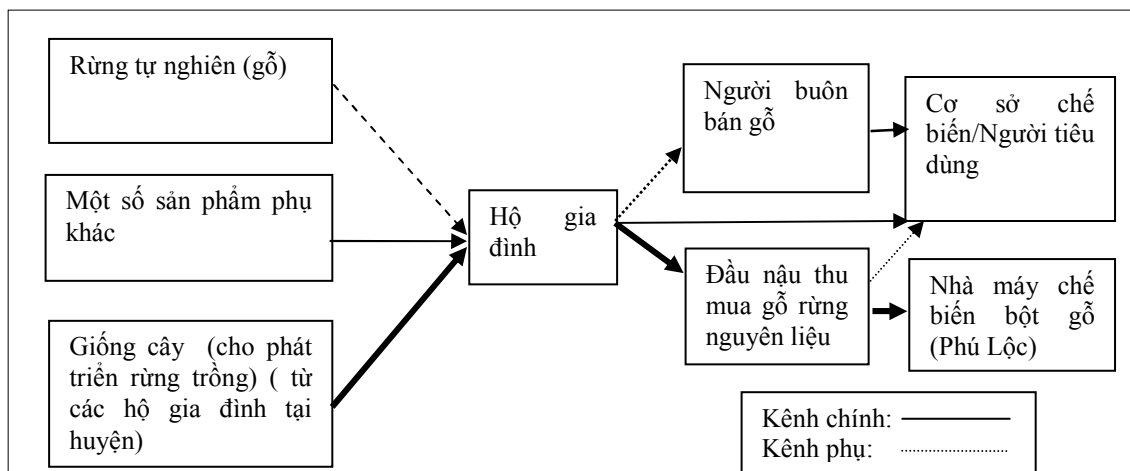 Rừng tự nghiên (gỗ)
Một số sản phẩm phụ
khác
Giống cây (cho phát
triển rừng trồng) ( từ
các hộ gia đình tại
huyện)
Hộ gia
đình
Người buôn
bán gỗ
Đầu nậu thu
mua gỗ rừng
nguyên liệu
Cơ sở chế
biến/Người tiêu
dùng
Nhà máy chế
biến bột gỗ
(Phú Lộc)
Kênh chính:
Kênh phụ: